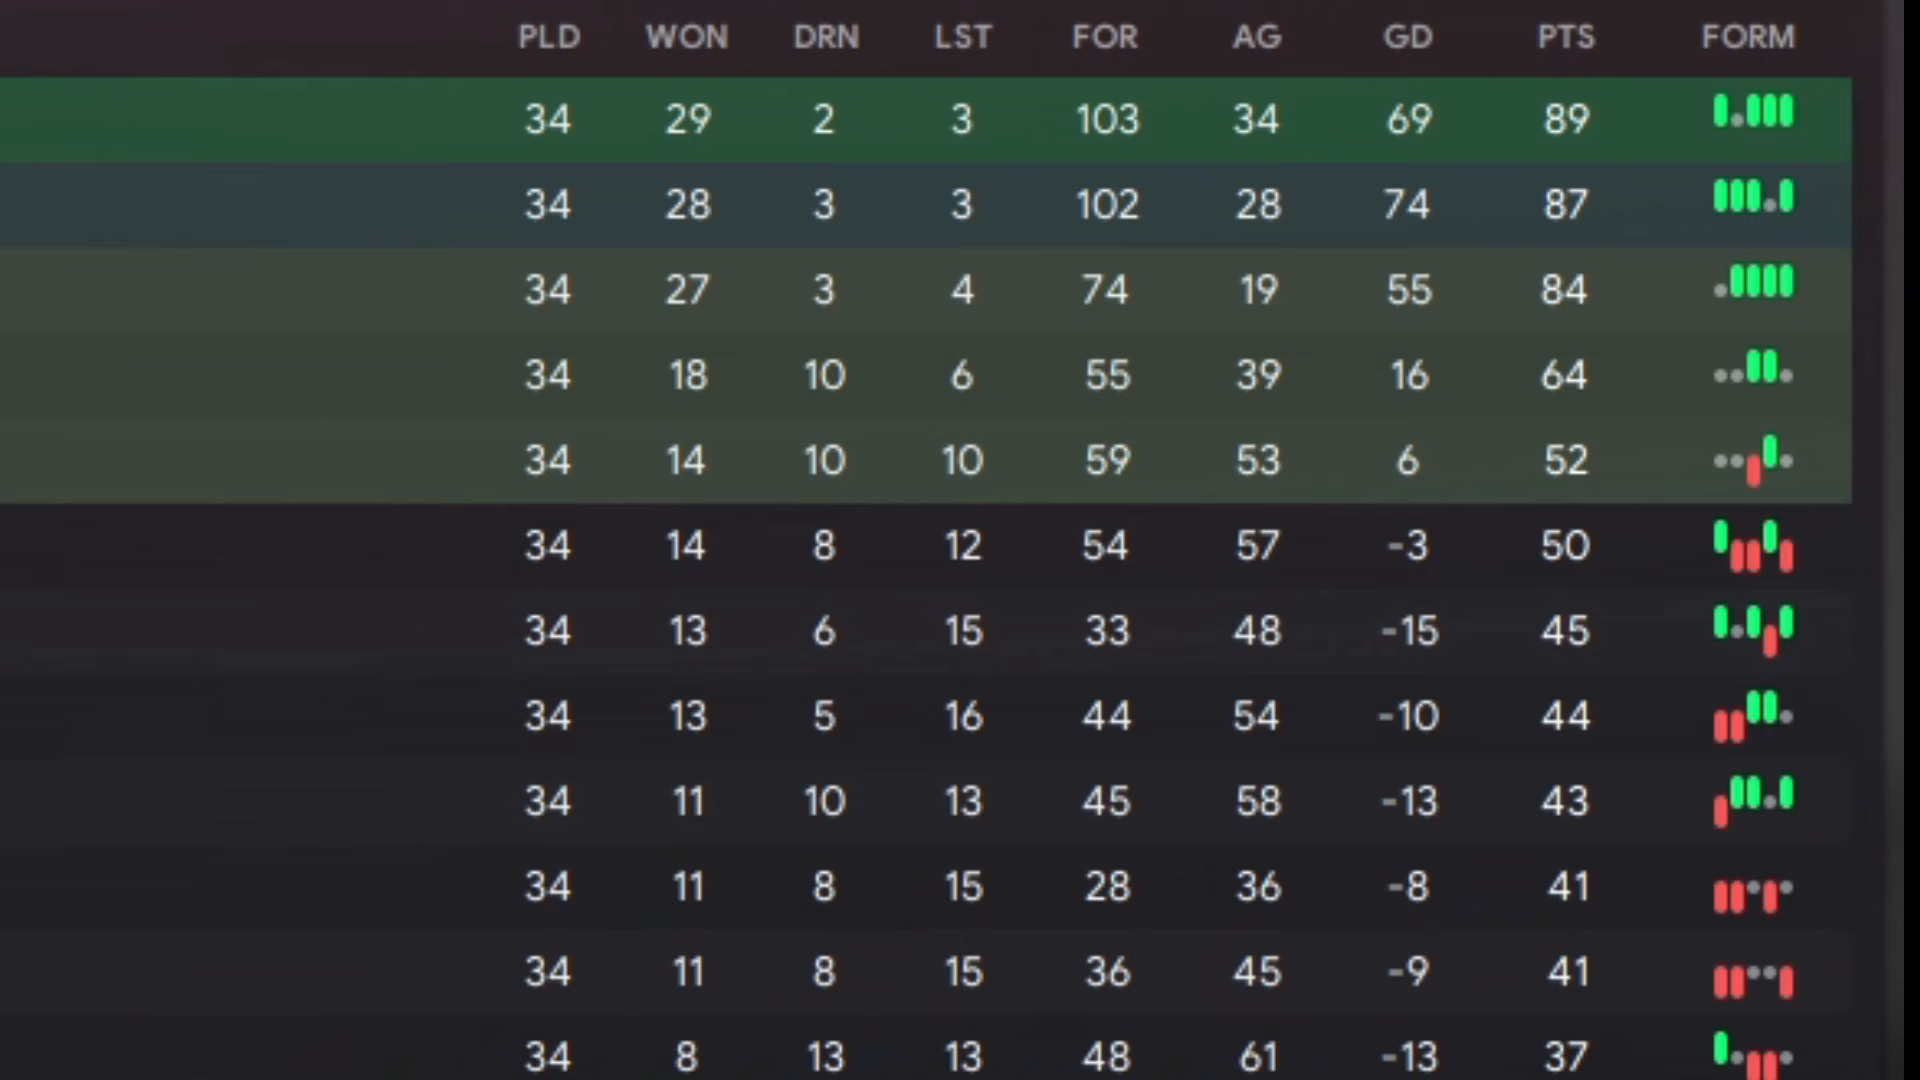 PLD WON DRN LST FOR AG GD PTS FORM
34 29 2 3 103 34 69 89
34 28 3 3 102 28 74 87
34 27 3 4 74 19 55 84
34 18 10 6 55 39 16 64
34 14 10 10 59 53 6 52
34 14 8 12 54 57 -3 50
34 13 6 15 33 48 -15 45
34 13 5 16 44 54 -10 44
34 11 10 13 45 58 -13 43
34 11 8 15 28 36 -8 41
34 11 8 15 36 45 -9 41
34 8 13 13 48 61 -13 37